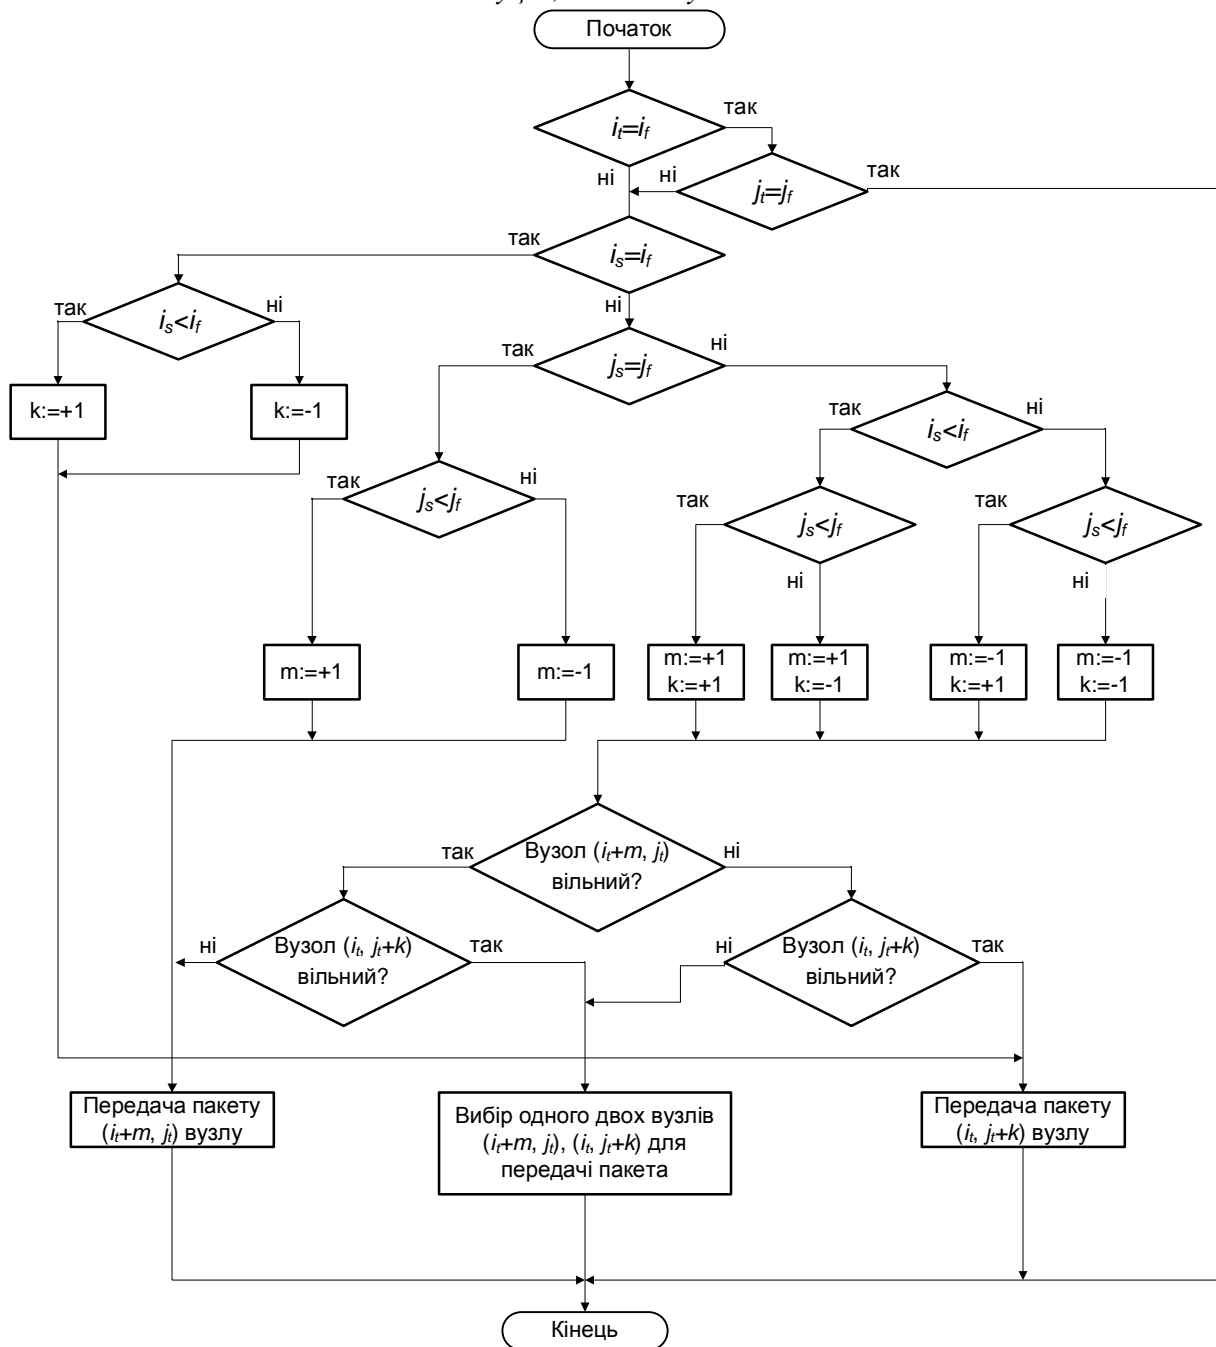 Початок
так
i_t=i_f
ні
ні
так
j_t=j_f
так
i_s=i_f
так
ні
i_s<i_f
ні
так
j_s=j_f
ні
k:=+1
k:=-1
так
i_s<i_f
ні
так
j_s<j_f
ні
так
j_s<j_f
так
j_s<j_f
ні
ні
m:=+1
m:=-1
m:=+1
k:=+1
m:=+1
k:=-1
m:=-1
k:=+1
m:=-1
k:=-1
так
Вузол (i_t+m, j_t)
вільний?
ні
ні
Вузол (i_t, j_t+k)
вільний?
так
ні
Вузол (i_t, j_t+k)
вільний?
так
Передача пакету
(i_t+m, j_t) вузлу
Вибір одного двох вузлів
(i_t+m, j_t), (i_t, j_t+k) для
передачі пакета
Передача пакету
(i_t, j_t+k) вузлу
Кінець